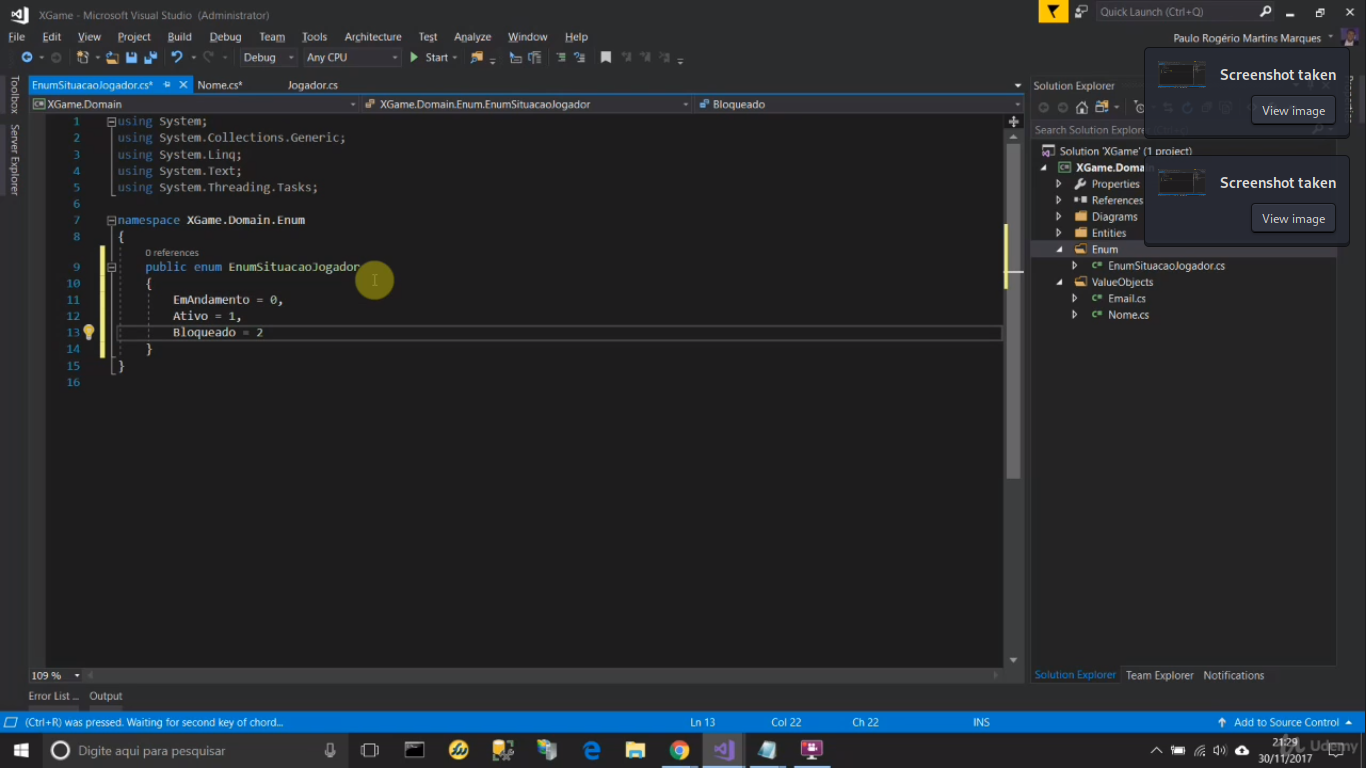 XGame - Microsoft Visual Studio (Administrator)
Quick Launch (Ctrl+Q)
File Edit View Project Build Debug Team Tools Architecture Test Analyze Window Help
Paulo Rogério Martins Marques
Debug Any CPU Start
EnumSituacaoJogador.cs* Nome.cs* Jogador.cs
XGame.Domain XGame.Domain.Enum.EnumSituacaoJogador Bloqueado
Toolbox
Server Explorer
1 using System;
2 using System.Collections.Generic;
3 using System.Linq;
4 using System.Text;
5 using System.Threading.Tasks;
6
7 namespace XGame.Domain.Enum
8 {
0 references
9 public enum EnumSituacaoJogador
10 {
11 EmAndamento = 0,
12 Ativo = 1,
13 Bloqueado = 2
14 }
15 }
16
109 %
Error List ... Output
Solution Explorer
Search Solution Explorer
Solution 'XGame' (1 project)
XGame.Domain
Properties
References
Diagrams
Entities
Enum
EnumSituacaoJogador.cs
ValueObjects
Email.cs
Nome.cs
Solution Explorer Team Explorer Notifications
Screenshot taken
View image
Screenshot taken
View image
(Ctrl+R) was pressed. Waiting for second key of chord... Ln 13 Col 22 Ch 22 INS Add to Source Control
Digite aqui para pesquisar
21:29
30/11/2017
Udemy